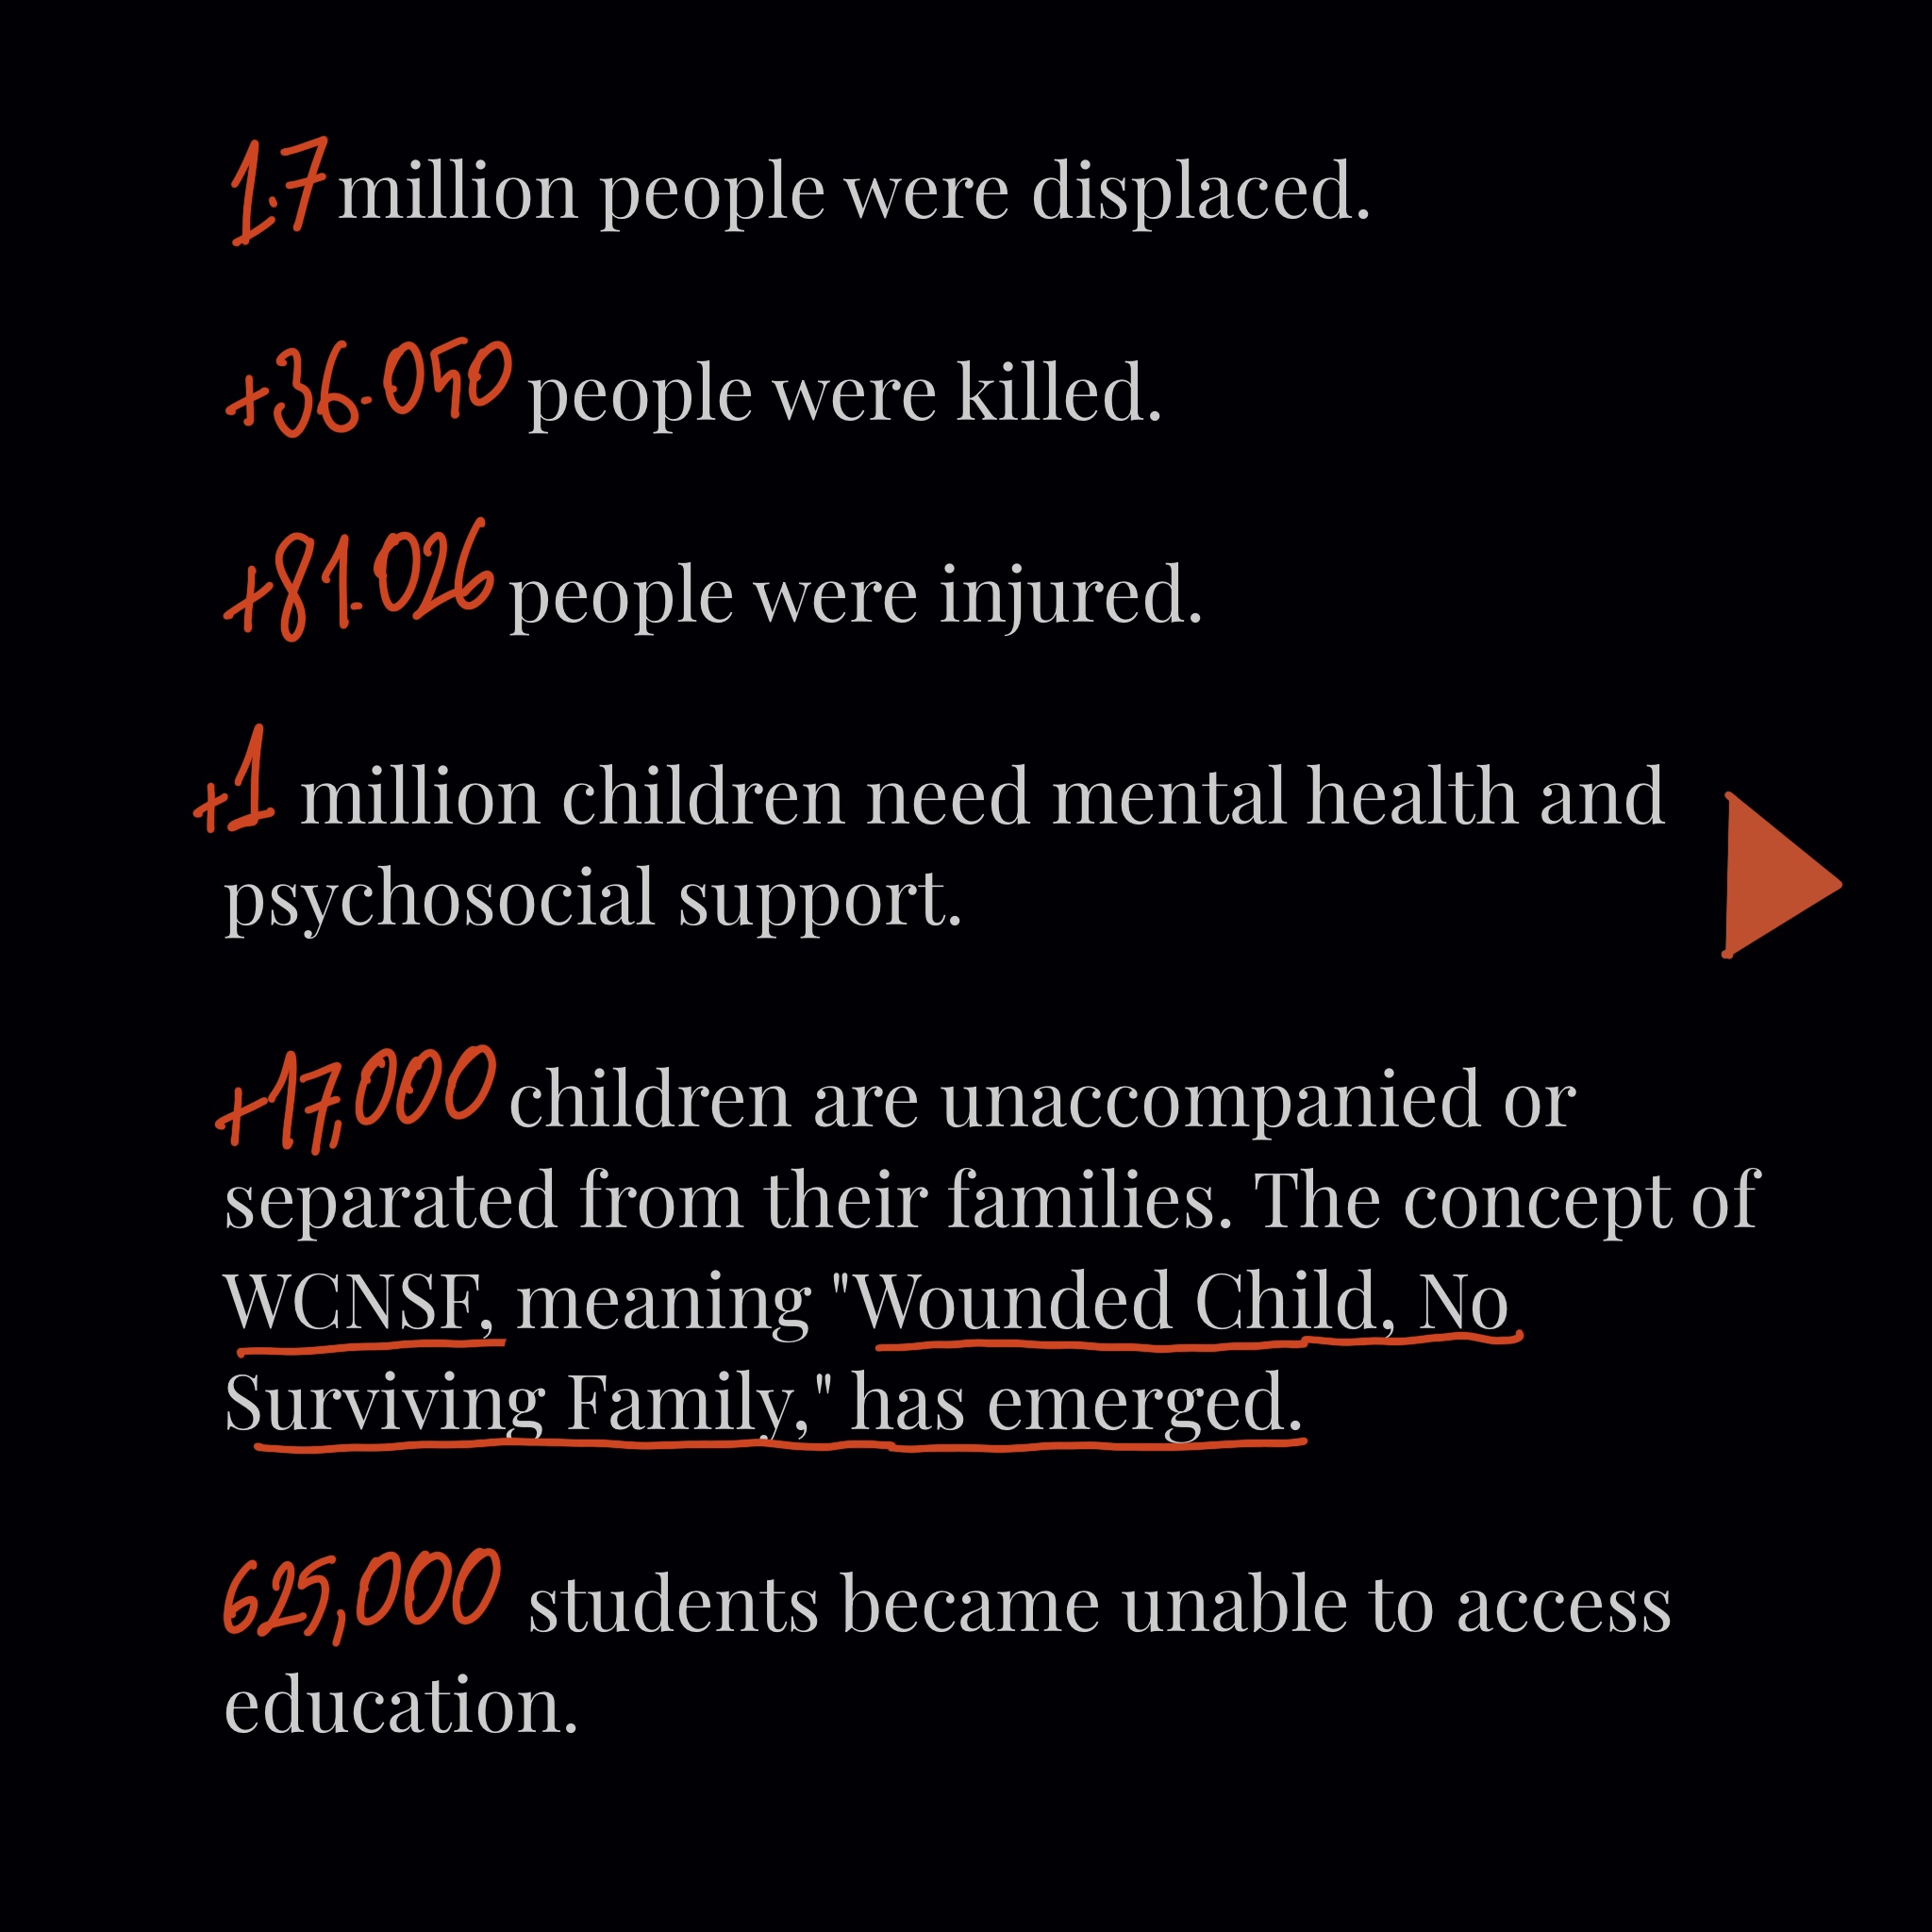 1.7 million people were displaced.
+36.050 people were killed.
+81.026 people were injured.
+1 million children need mental health and
psychosocial support.
+17,000 children are unaccompanied or
separated from their families. The concept of
WCNSF, meaning "Wounded Child, No
Surviving Family," has emerged.
625,000 students became unable to access
education.